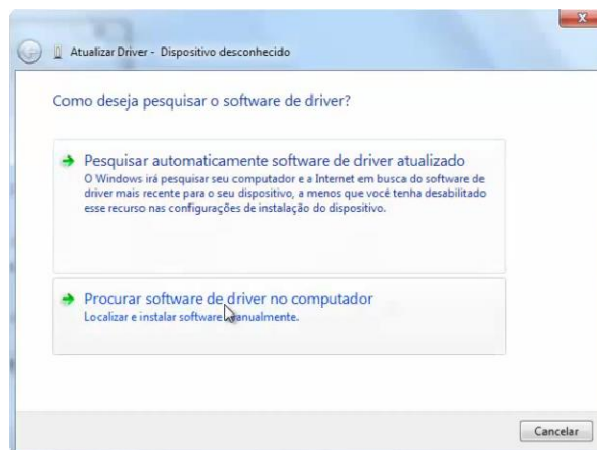 Atualizar Driver - Dispositivo desconhecido
Como deseja pesquisar o software de driver?
Pesquisar automaticamente software de driver atualizado
O Windows irá pesquisar seu computador e a Internet em busca do software de
driver mais recente para o seu dispositivo, a menos que você tenha desabilitado
esse recurso nas configurações de instalação do dispositivo.
Procurar software de driver no computador
Localizar e instalar software manualmente.
Cancelar